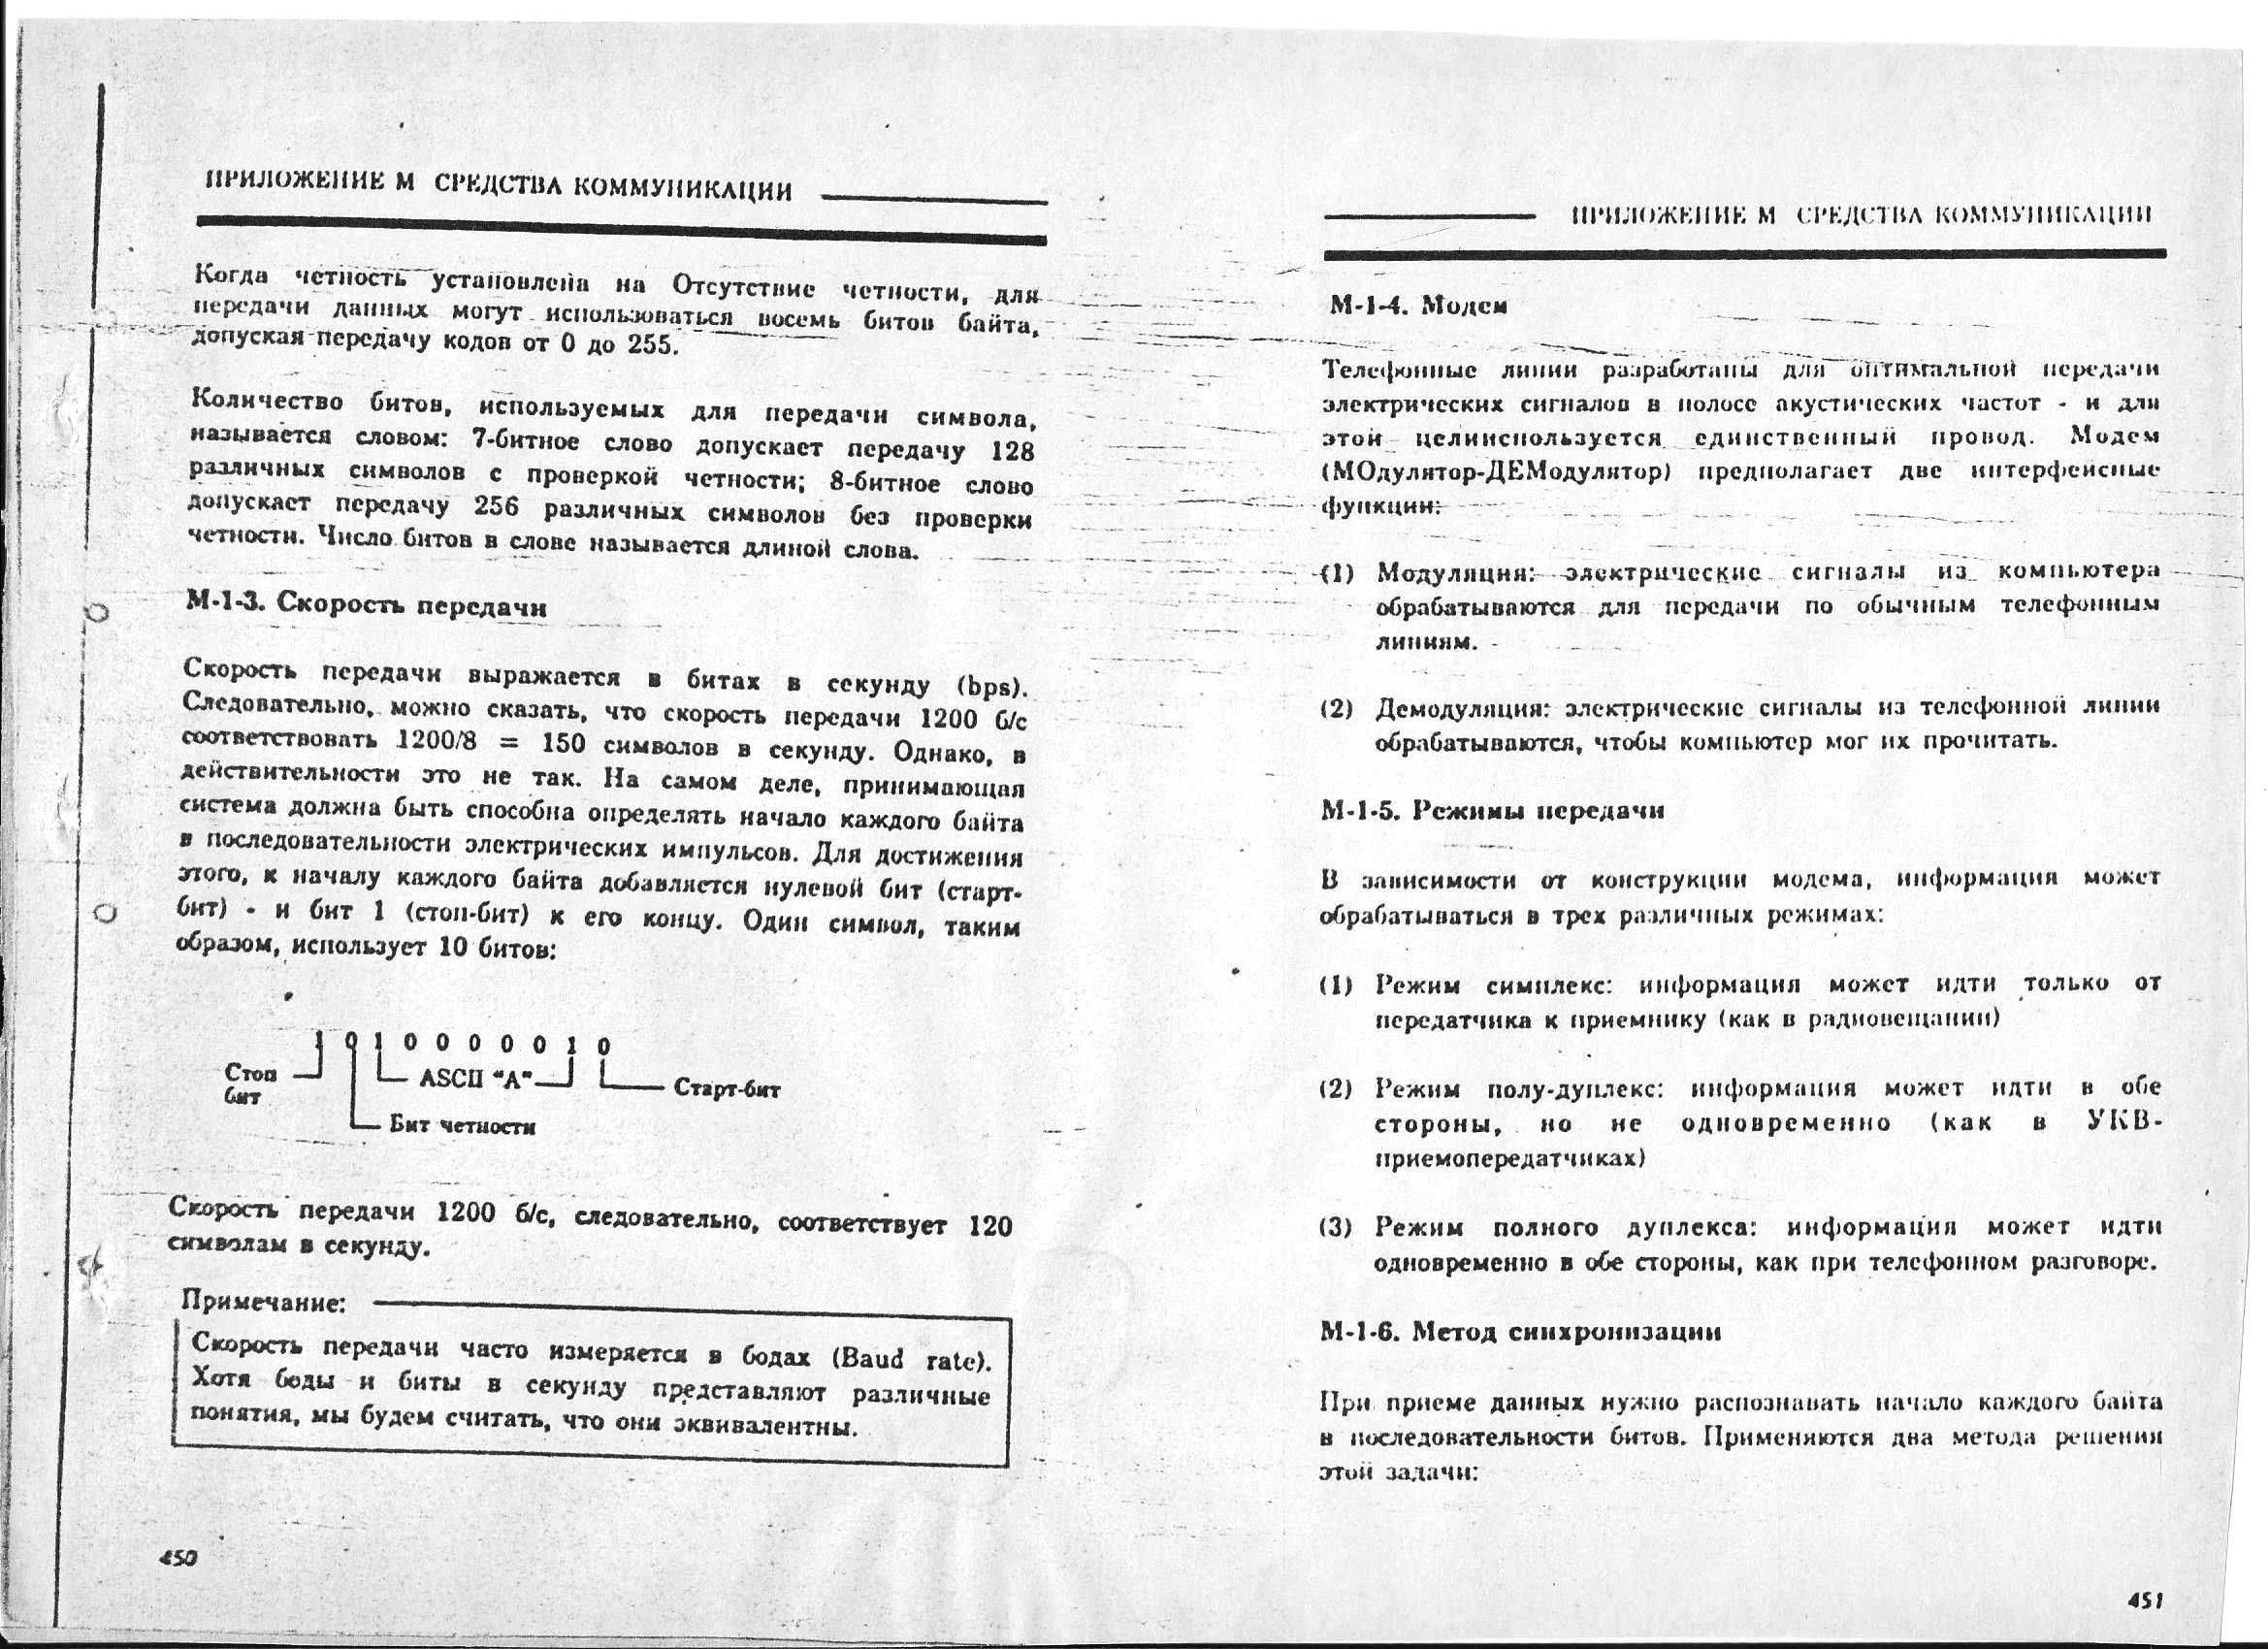 ПРИЛОЖЕНИЕ М СРЕДСТВА КОММУНИКАЦИИ
Когда четность установлена на Отсутствие четности, для
передачи данных могут использоваться восемь битов байта,
допуская передачу кодов от 0 до 255.
Количество битов, используемых для передачи символа,
называется словом: 7-битное слово допускает передачу 128
различных символов с проверкой четности; 8-битное слово
допускает передачу 256 различных символов без проверки
четности. Число битов в слове называется длиной слова.
М-1-3. Скорость передачи
Скорость передачи выражается в битах в секунду (bps).
Следовательно, можно сказать, что скорость передачи 1200 б/с
соответствовать 1200/8 = 150 символов в секунду. Однако, в
действительности это не так. На самом деле, принимающая
система должна быть способна определять начало каждого байта
в последовательности электрических импульсов. Для достижения
этого, к началу каждого байта добавляется нулевой бит (старт-
бит) - и бит 1 (стоп-бит) к его концу. Один символ, таким
образом, использует 10 битов:
1 0 1 0 0 0 0 0 1 0
Стоп бит
ASCII "A"
Старт-бит
Бит четности
Скорость передачи 1200 б/с, следовательно, соответствует 120
символам в секунду.
Примечание:
Скорость передачи часто измеряется в бодах (Baud rate).
Хотя боды и биты в секунду представляют различные
понятия, мы будем считать, что они эквивалентны.
450
ПРИЛОЖЕНИЕ М СРЕДСТВА КОММУНИКАЦИИ
М-1-4. Модем
Телефонные линии разработаны для оптимальной передачи
электрических сигналов в полосе акустических частот - и для
этой целииспользуется единственный провод. Модем
(МОдулятор-ДЕМодулятор) предполагает две интерфейсные
функции:
(1) Модуляция: электрические сигналы из компьютера
обрабатываются для передачи по обычным телефонным
линиям.
(2) Демодуляция: электрические сигналы из телефонной линии
обрабатываются, чтобы компьютер мог их прочитать.
М-1-5. Режимы передачи
В зависимости от конструкции модема, информация может
обрабатываться в трех различных режимах:
(1) Режим симплекс: информация может идти только от
передатчика к приемнику (как в радиовещании)
(2) Режим полу-дуплекс: информация может идти в обе
стороны, но не одновременно (как в УКВ-
приемопередатчиках)
(3) Режим полного дуплекса: информация может идти
одновременно в обе стороны, как при телефонном разговоре.
М-1-6. Метод синхронизации
При приеме данных нужно распознавать начало каждого байта
в последовательности битов. Применяются два метода решения
этой задачи:
451